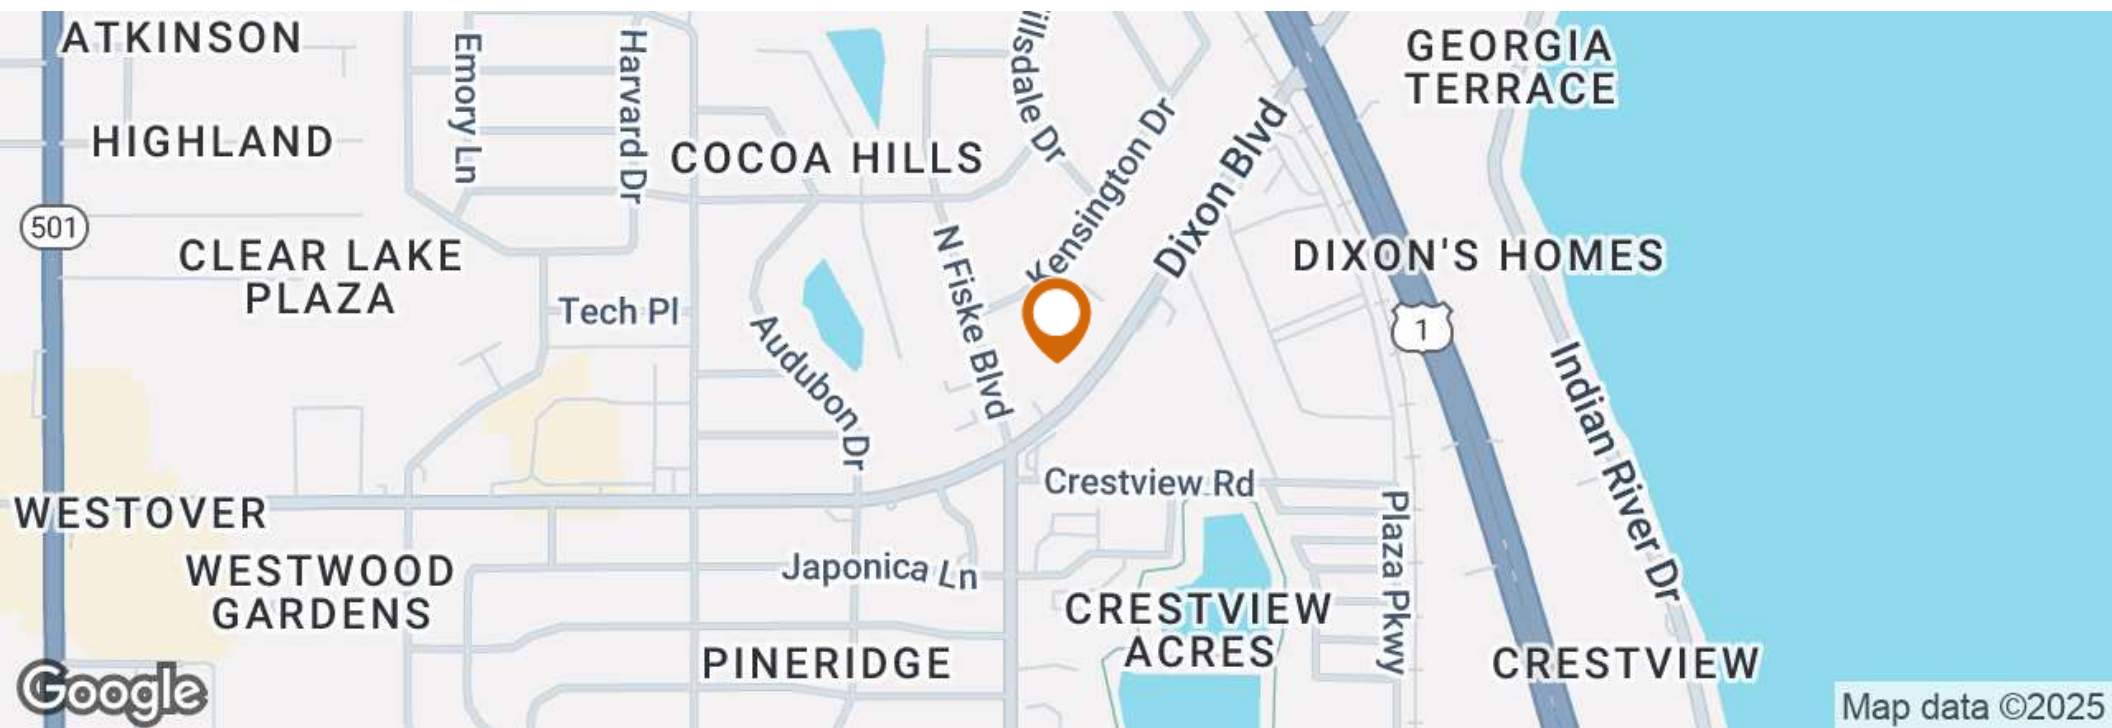 ATKINSON
HIGHLAND
Emory Ln
Harvard Dr
COCOA HILLS
Dr
Kensington Dr
Dixon Blvd
GEORGIA
TERRACE
501
CLEAR LAKE
PLAZA
Tech Pl
Audubon Dr
N Fiske Blvd
DIXON'S HOMES
1
Indian River Dr
WESTOVER
WESTWOOD
GARDENS
Crestview Rd
Japonica Ln
PINERIDGE
CRESTVIEW
ACRES
Plaza Pkwy
CRESTVIEW
Google
Map data ©2025